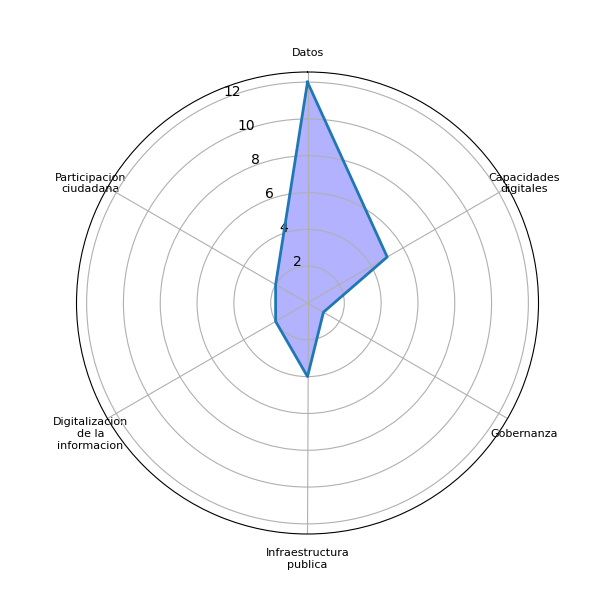 Datos
12
10
8
6
4
2
Participacion
ciudadana
Capacidades
digitales
Digitalizacion
de la
informacion
Gobernanza
Infraestructura
publica